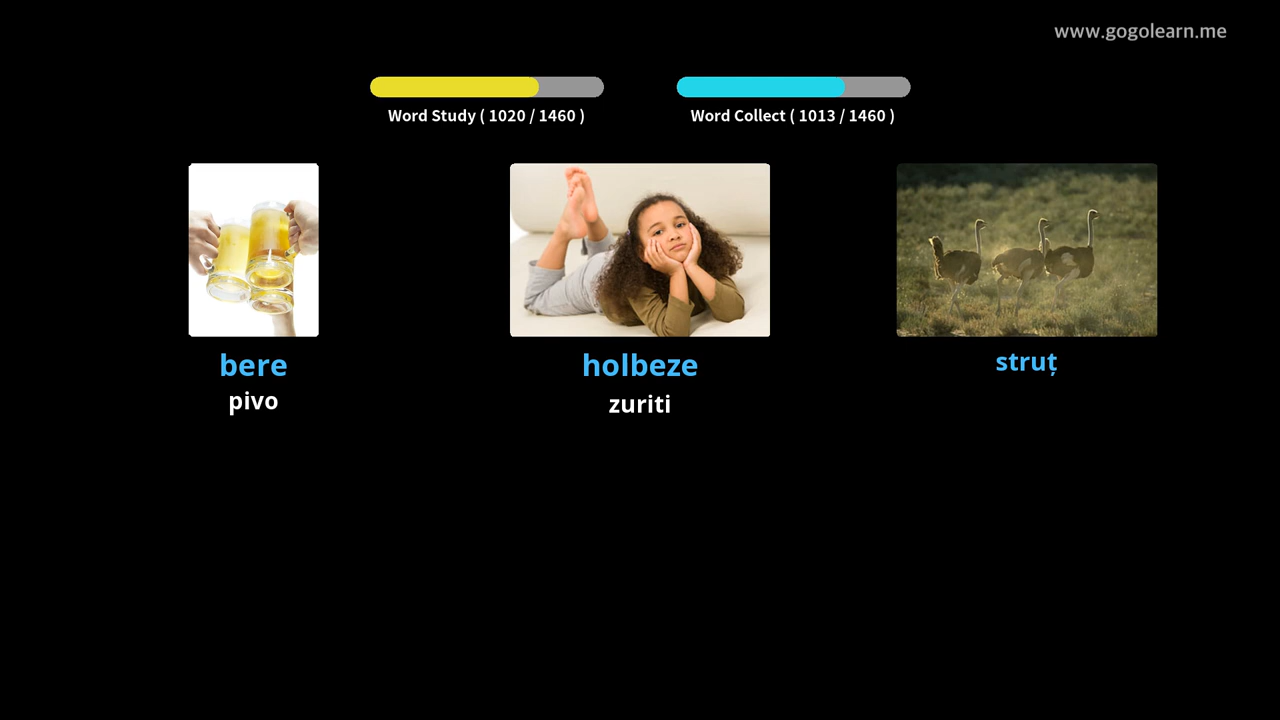 www.gogolearn.me
Word Study ( 1020 / 1460 )
Word Collect ( 1013 / 1460 )
bere
pivo
holbeze
zuriti
struț